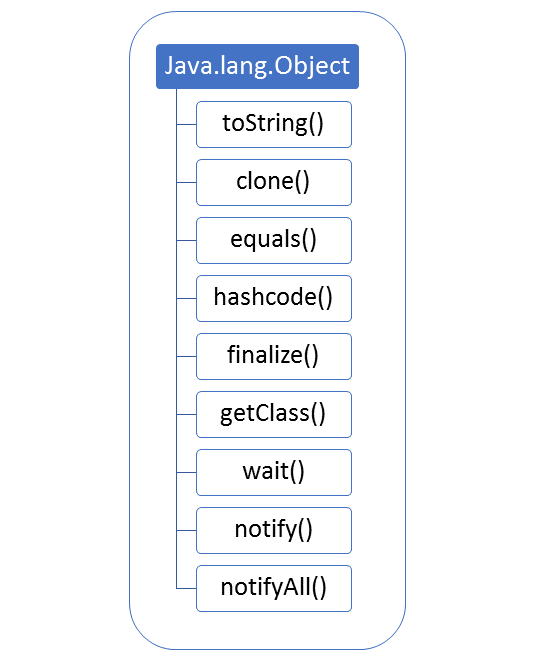 Java.lang.Object
toString()
clone()
equals()
hashcode()
finalize()
getClass()
wait()
notify()
notifyAll()